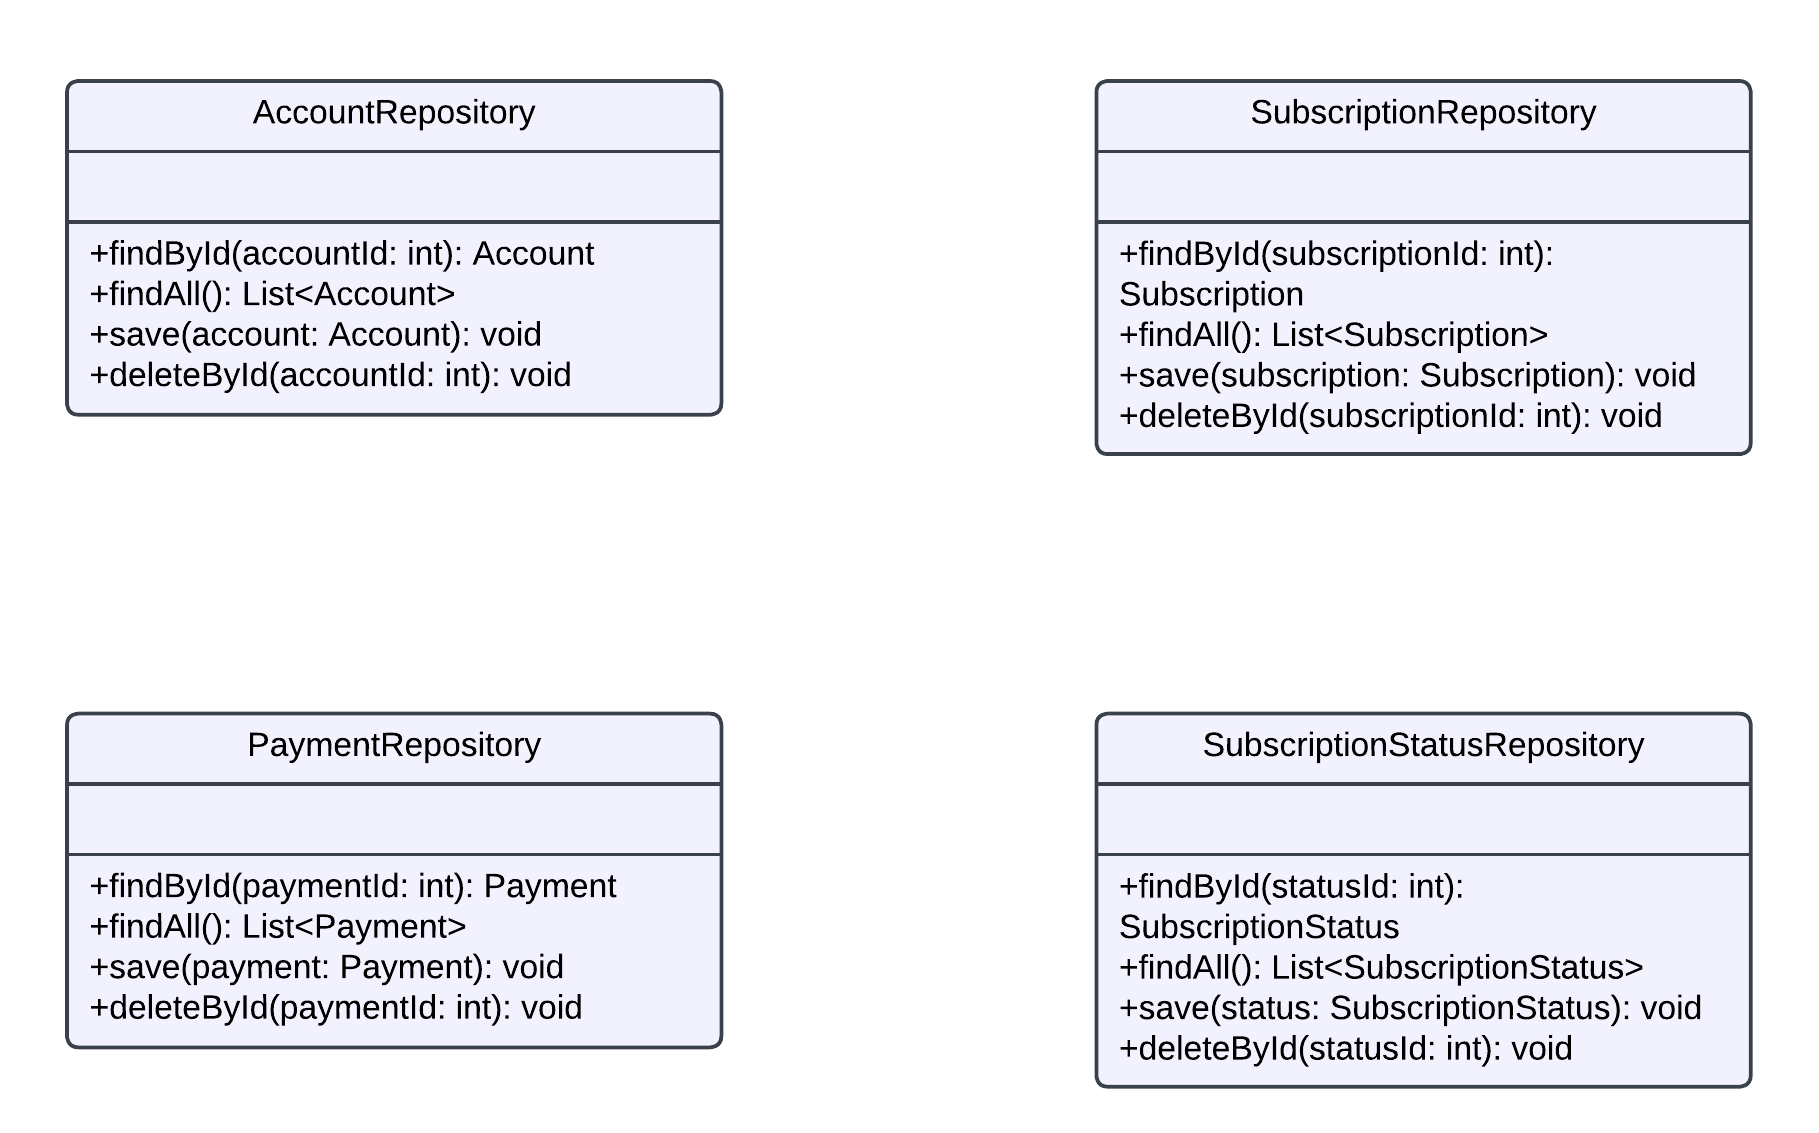 AccountRepository
+findById(accountId: int): Account
+findAll(): List<Account>
+save(account: Account): void
+deleteById(accountId: int): void
SubscriptionRepository
+findById(subscriptionId: int):
Subscription
+findAll(): List<Subscription>
+save(subscription: Subscription): void
+deleteById(subscriptionId: int): void
PaymentRepository
+findById(paymentId: int): Payment
+findAll(): List<Payment>
+save(payment: Payment): void
+deleteById(paymentId: int): void
SubscriptionStatusRepository
+findById(statusId: int):
SubscriptionStatus
+findAll(): List<SubscriptionStatus>
+save(status: SubscriptionStatus): void
+deleteById(statusId: int): void